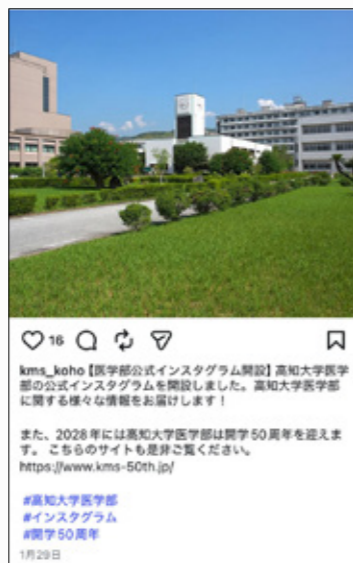 16
kms_koho【医学部公式インスタグラム開設】高知大学医学
部の公式インスタグラムを開設しました。高知大学医学部
に関する様々な情報をお届けします！
また、2028年には高知大学医学部は開学50周年を迎えま
す。こちらのサイトも是非ご覧ください。
https://www.kms-50th.jp/
#高知大学医学部
#インスタグラム
#開学50周年
1月29日